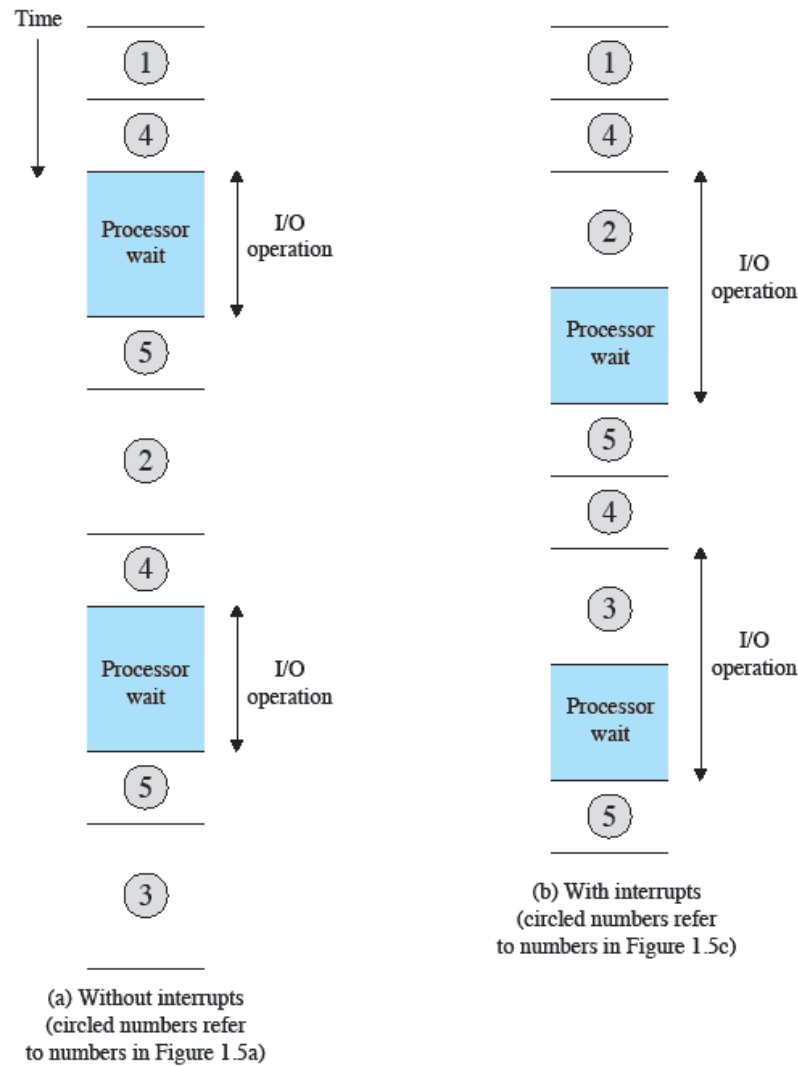 Time
1
4
Processor
wait
I/O
operation
5
2
4
Processor
wait
I/O
operation
5
3
(a) Without interrupts
(circled numbers refer
to numbers in Figure 1.5a)
1
4
2
I/O
operation
Processor
wait
5
4
3
I/O
operation
Processor
wait
5
(b) With interrupts
(circled numbers refer
to numbers in Figure 1.5c)